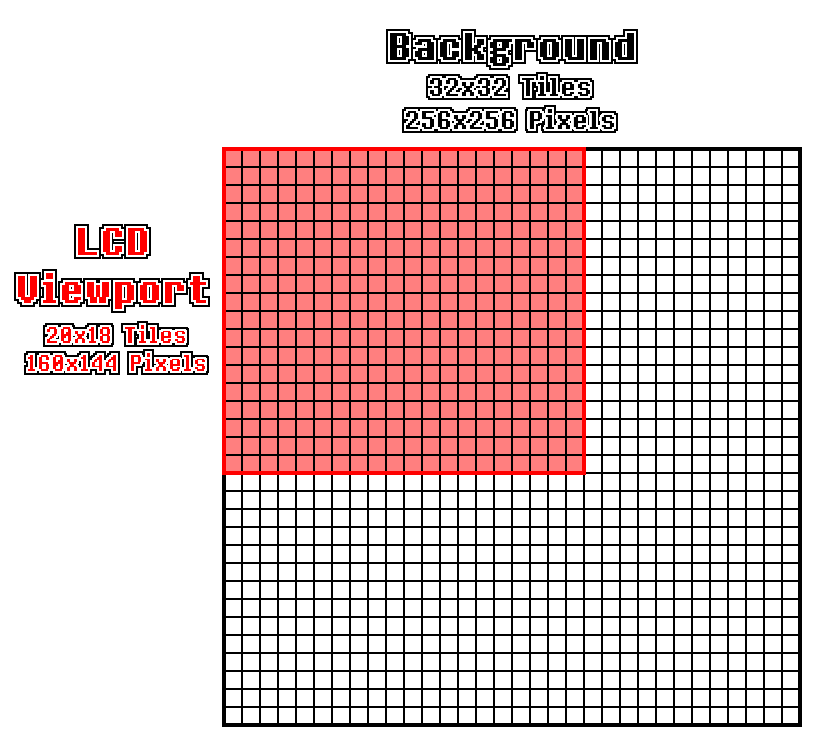 Background
32x32 Tiles
256x256 Pixels
LCD
Viewport
20x18 Tiles
160x144 Pixels